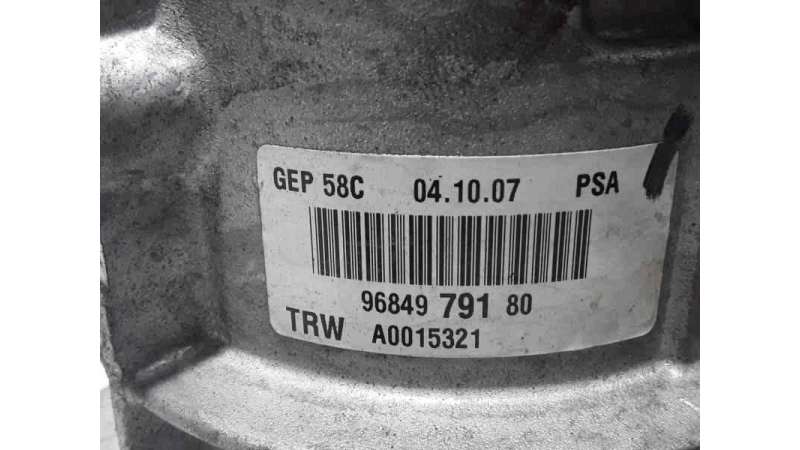 GEP 58C 04.10.07 PSA
96849 791 80
TRW A0015321